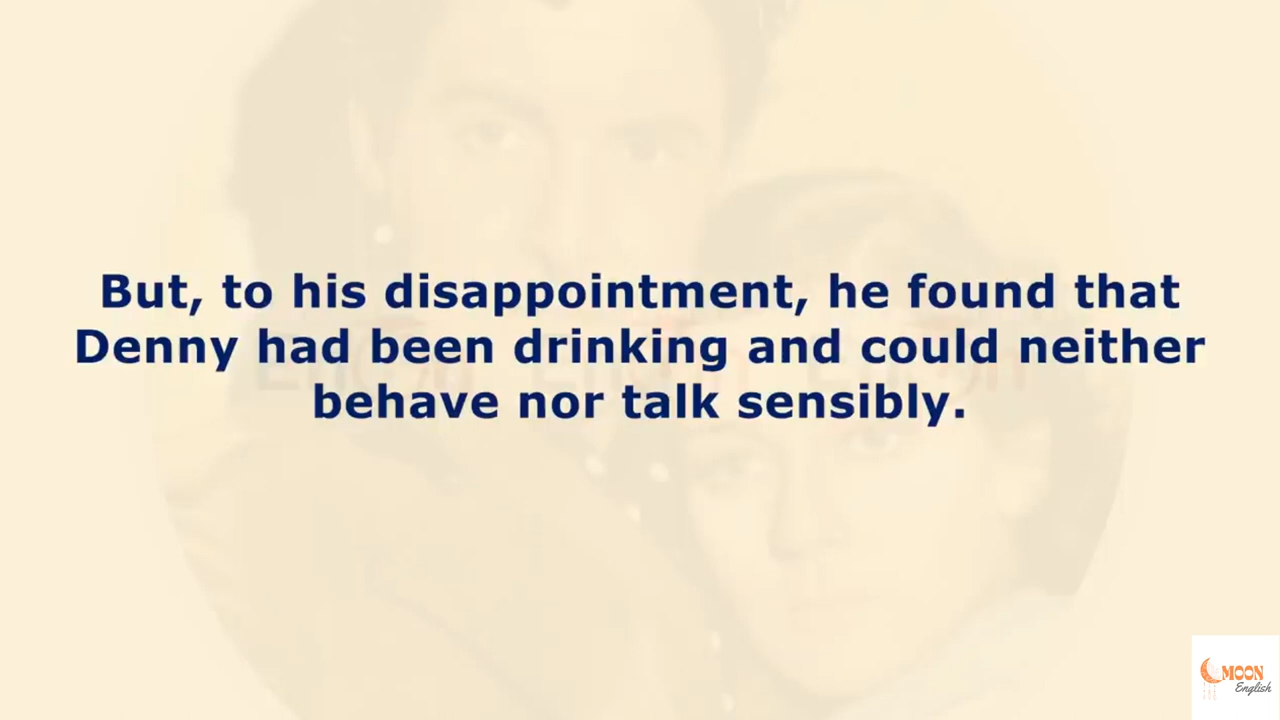 But, to his disappointment, he found that
Denny had been drinking and could neither
behave nor talk sensibly.
MOON
English